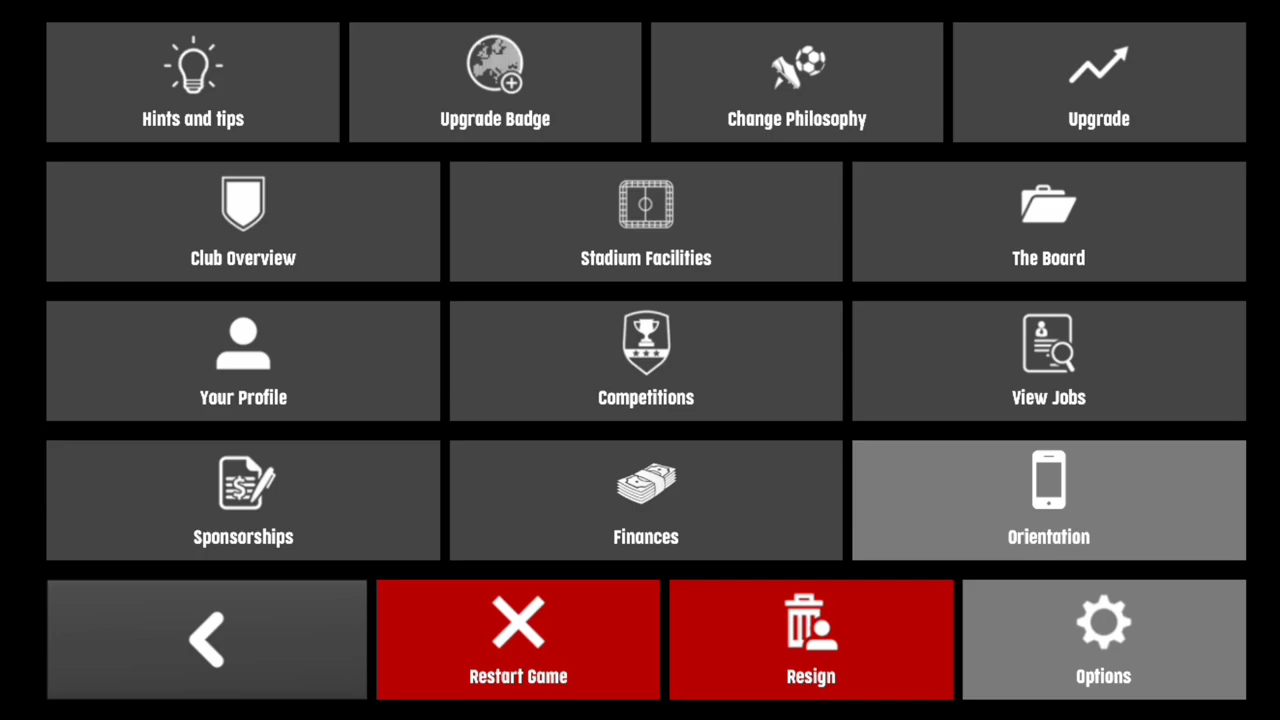 Hints and tips
Upgrade Badge
Change Philosophy
Upgrade
Club Overview
Stadium Facilities
The Board
Your Profile
Competitions
View Jobs
Sponsorships
Finances
Orientation
Restart Game
Resign
Options